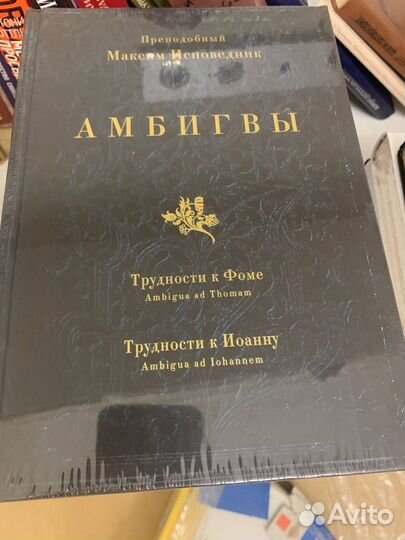 Преподобный
Максим Исповедник
АМБИГВЫ
Трудности к Фоме
Ambigua ad Thomam
Трудности к Иоанну
Ambigua ad Iohannem
Avito